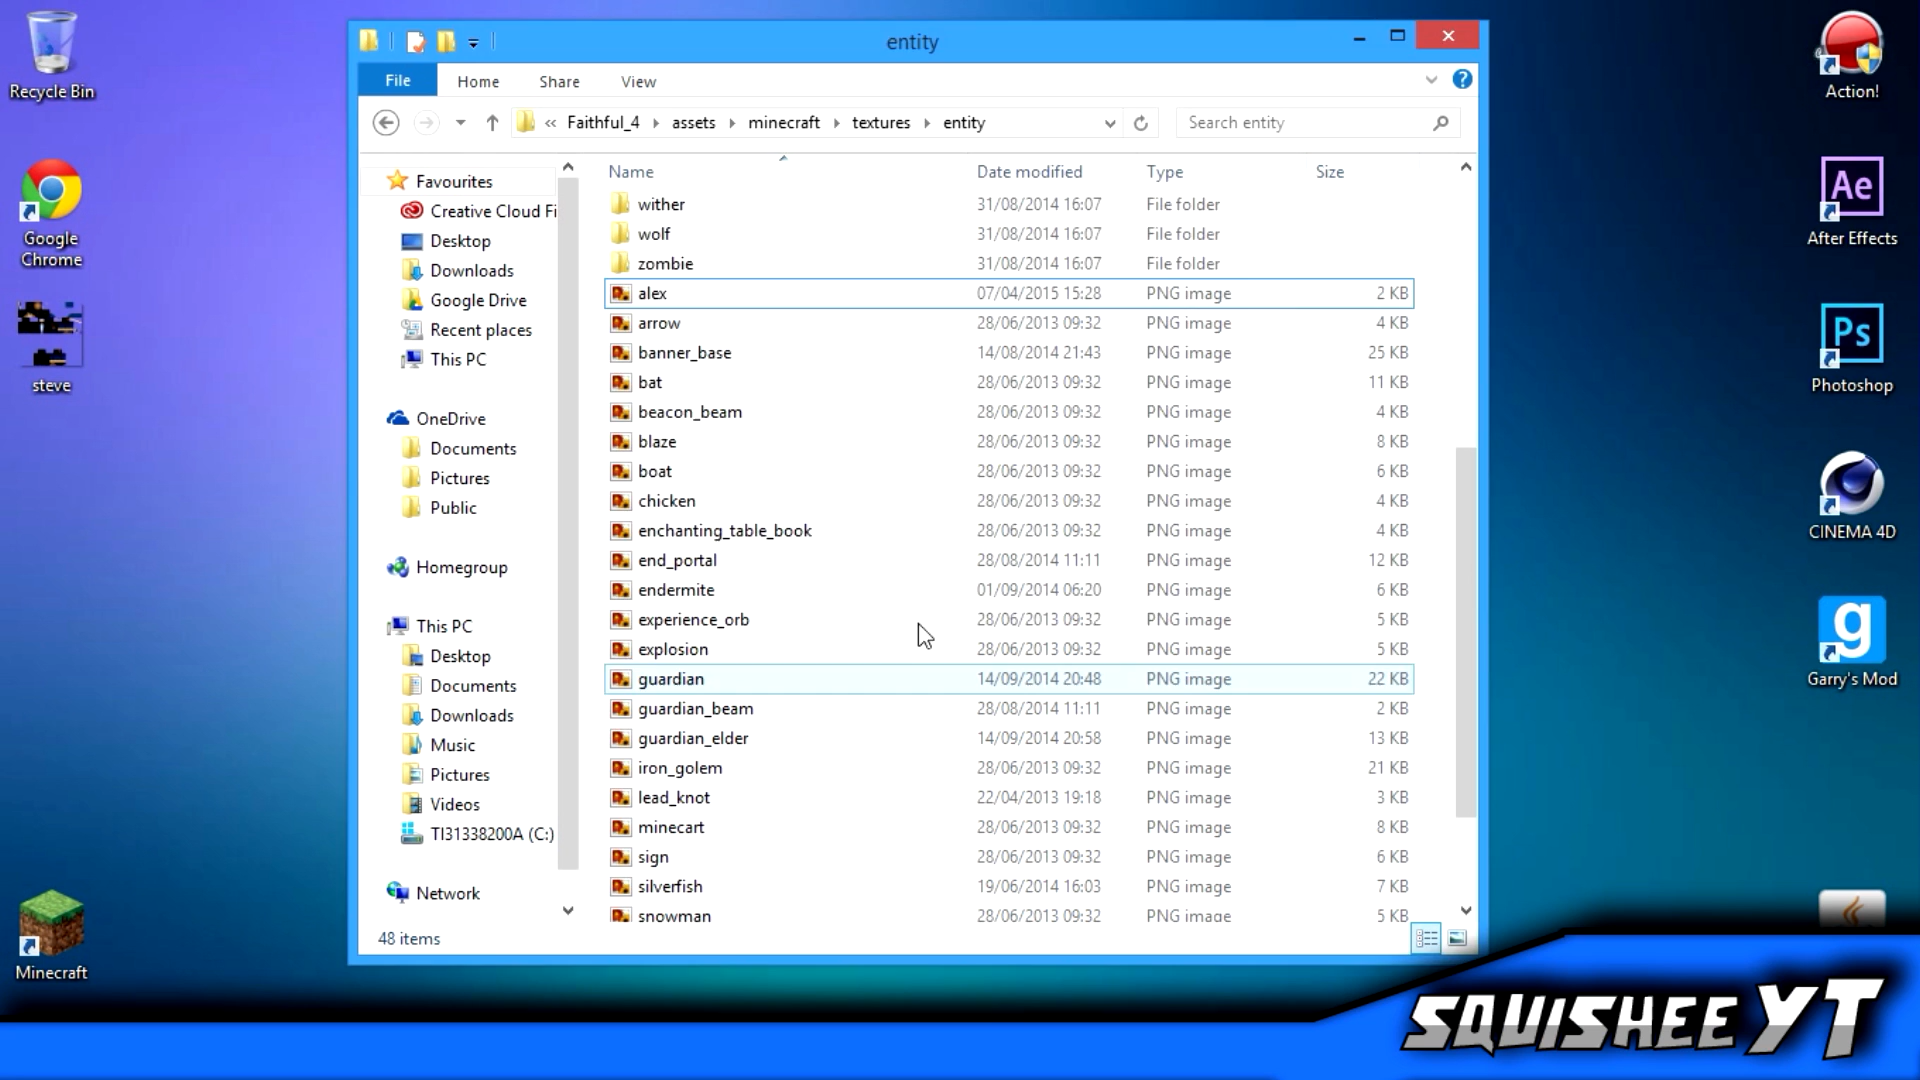 entity
File Home Share View
« Faithful_4 assets minecraft textures entity
Search entity
Recycle Bin
Google
Chrome
steve
Minecraft
Favourites
Creative Cloud Fi
Desktop
Downloads
Google Drive
Recent places
This PC
OneDrive
Documents
Pictures
Public
Homegroup
This PC
Desktop
Documents
Downloads
Music
Pictures
Videos
TI31338200A (C:)
Network
48 items
Name Date modified Type Size
wither 31/08/2014 16:07 File folder
wolf 31/08/2014 16:07 File folder
zombie 31/08/2014 16:07 File folder
alex 07/04/2015 15:28 PNG image 2 KB
arrow 28/06/2013 09:32 PNG image 4 KB
banner_base 14/08/2014 21:43 PNG image 25 KB
bat 28/06/2013 09:32 PNG image 11 KB
beacon_beam 28/06/2013 09:32 PNG image 4 KB
blaze 28/06/2013 09:32 PNG image 8 KB
boat 28/06/2013 09:32 PNG image 6 KB
chicken 28/06/2013 09:32 PNG image 4 KB
enchanting_table_book 28/06/2013 09:32 PNG image 4 KB
end_portal 28/08/2014 11:11 PNG image 12 KB
endermite 01/09/2014 06:20 PNG image 6 KB
experience_orb 28/06/2013 09:32 PNG image 5 KB
explosion 28/06/2013 09:32 PNG image 5 KB
guardian 14/09/2014 20:48 PNG image 22 KB
guardian_beam 28/08/2014 11:11 PNG image 2 KB
guardian_elder 14/09/2014 20:58 PNG image 13 KB
iron_golem 28/06/2013 09:32 PNG image 21 KB
lead_knot 22/04/2013 19:18 PNG image 3 KB
minecart 28/06/2013 09:32 PNG image 8 KB
sign 28/06/2013 09:32 PNG image 6 KB
silverfish 19/06/2014 16:03 PNG image 7 KB
snowman 28/06/2013 09:32 PNG image 5 KB
Action!
Ae
After Effects
Ps
Photoshop
CINEMA 4D
g
Garry's Mod
SQUISHEE YT